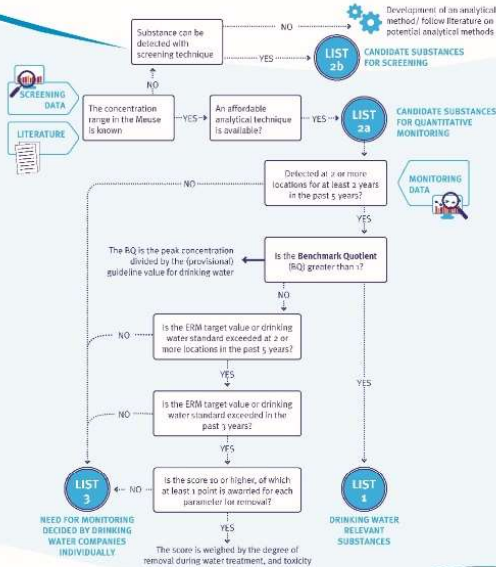 Development of an analytical
method/ follow literature on
potential analytical methods
NO
Substance can be
detected with
screening technique
YES
LIST
2b
CANDIDATE SUBSTANCES
FOR SCREENING
NO
SCREENING
DATA
LITERATURE
The concentration
range in the Meuse
is known
YES
An affordable
analytical technique
is available?
YES
LIST
2a
CANDIDATE SUBSTANCES
FOR QUANTITATIVE
MONITORING
NO
Detected at 2 or more
locations for at least 2 years
in the past 5 years?
MONITORING
DATA
YES
The BQ is the peak concentration
divided by the (provisional)
guideline value for drinking water
Is the Benchmark Quotient
(BQ) greater than 1?
NO
Is the ERM target value or drinking
water standard exceeded at 2 or
more locations in the past 5 years?
NO
YES
YES
Is the ERM target value or drinking
water standard exceeded in the
past 3 years?
NO
YES
LIST
3
NO
Is the score 10 or higher, of which
at least 1 point is awarded for each
parameter for removal?
LIST
1
NEED FOR MONITORING
DECIDED BY DRINKING
WATER COMPANIES
INDIVIDUALLY
YES
DRINKING WATER
RELEVANT
SUBSTANCES
The score is weighed by the degree of
removal during water treatment, and toxicity